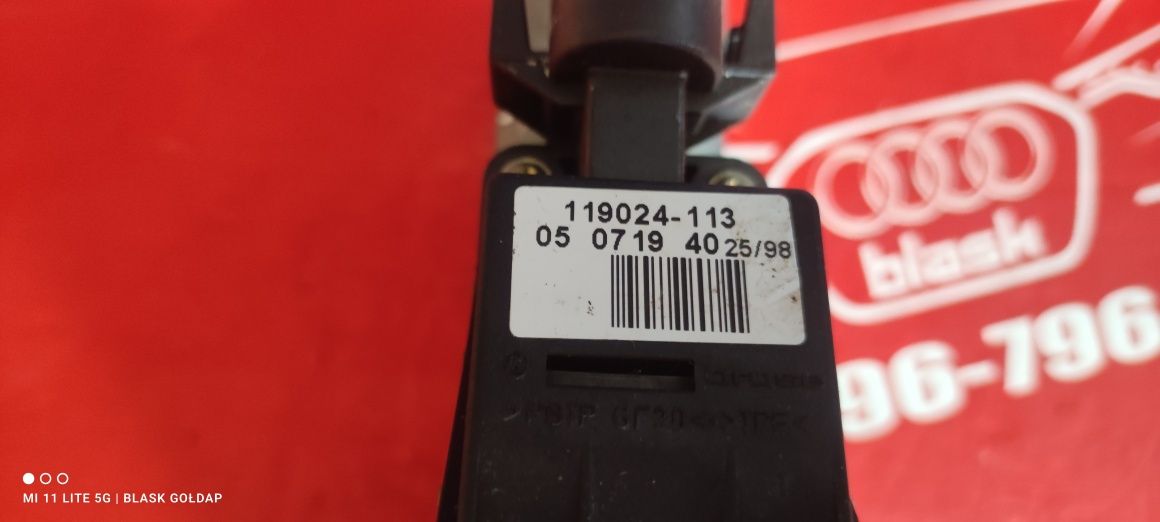 119024-113
05 0719 40 25/98
blask
96-796
MI 11 LITE 5G | BLASK GOŁDAP